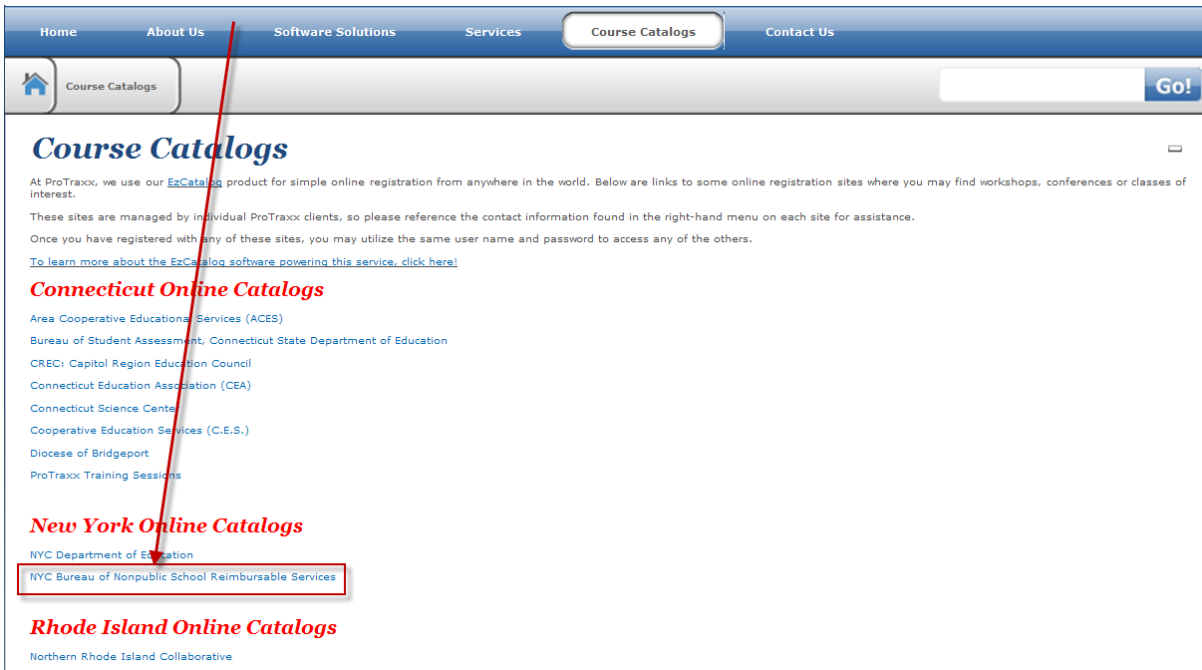 Home About Us Software Solutions Services Course Catalogs Contact Us
Course Catalogs Go!
Course Catalogs
At ProTraxx, we use our EzCatalog product for simple online registration from anywhere in the world. Below are links to some online registration sites where you may find workshops, conferences or classes of
interest.
These sites are managed by individual ProTraxx clients, so please reference the contact information found in the right-hand menu on each site for assistance.
Once you have registered with any of these sites, you may utilize the same user name and password to access any of the others.
To learn more about the EzCatalog software powering this service, click here!
Connecticut Online Catalogs
Area Cooperative Educational Services (ACES)
Bureau of Student Assessment, Connecticut State Department of Education
CREC: Capitol Region Education Council
Connecticut Education Association (CEA)
Connecticut Science Center
Cooperative Education Services (C.E.S.)
Diocese of Bridgeport
ProTraxx Training Sessions
New York Online Catalogs
NYC Department of Education
NYC Bureau of Nonpublic School Reimbursable Services
Rhode Island Online Catalogs
Northern Rhode Island Collaborative